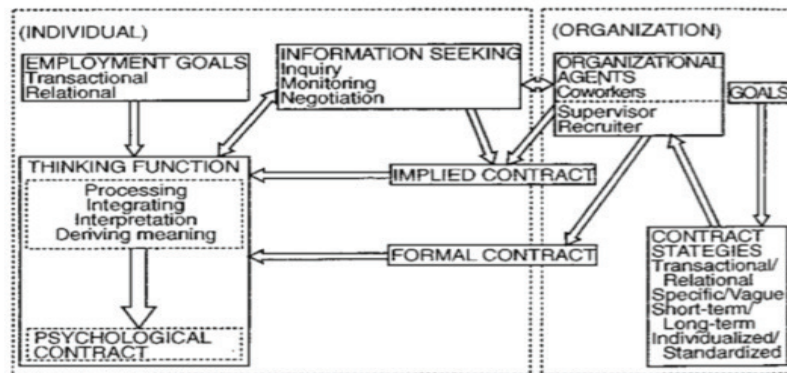 (INDIVIDUAL)
EMPLOYMENT GOALS
Transactional
Relational
INFORMATION SEEKING
Inquiry
Monitoring
Negotiation
THINKING FUNCTION
Processing
Integrating
Interpretation
Deriving meaning
PSYCHOLOGICAL
CONTRACT
IMPLIED CONTRACT
FORMAL CONTRACT
(ORGANIZATION)
ORGANIZATIONAL
AGENTS
Coworkers
Supervisor
Recruiter
GOALS
CONTRACT
STATEGIES
Transactional/
Relational
Specific/Vague
Short-term/
Long-term
Individualized/
Standardized